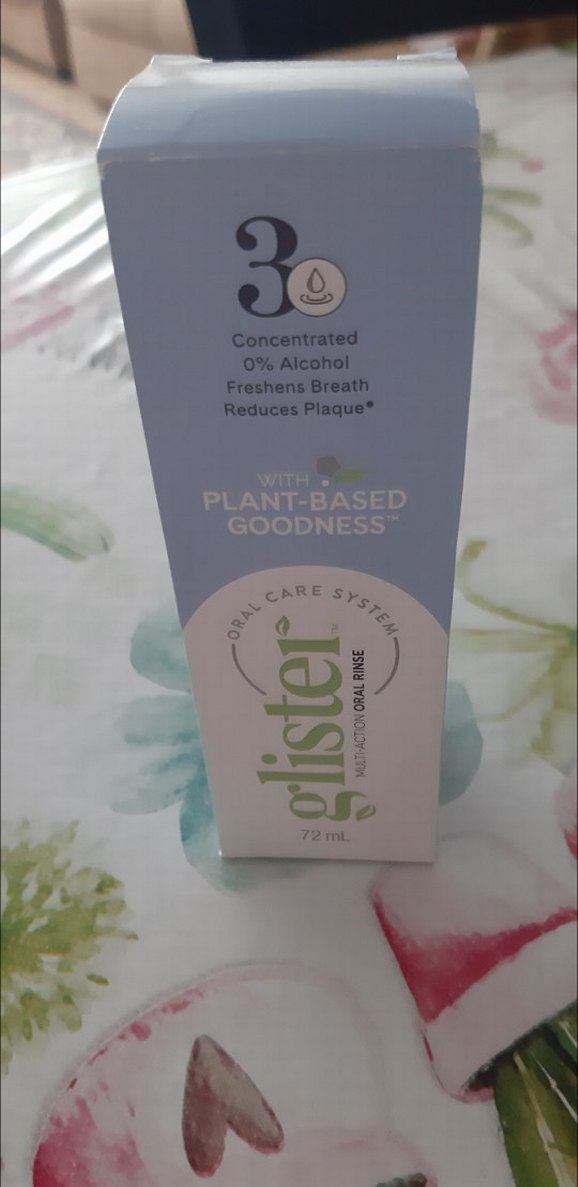 3
Concentrated
0% Alcohol
Freshens Breath
Reduces Plaque*
WITH
PLANT-BASED
GOODNESS™
ORAL CARE SYSTEM
glister™
MULTI-ACTION ORAL RINSE
72 mL